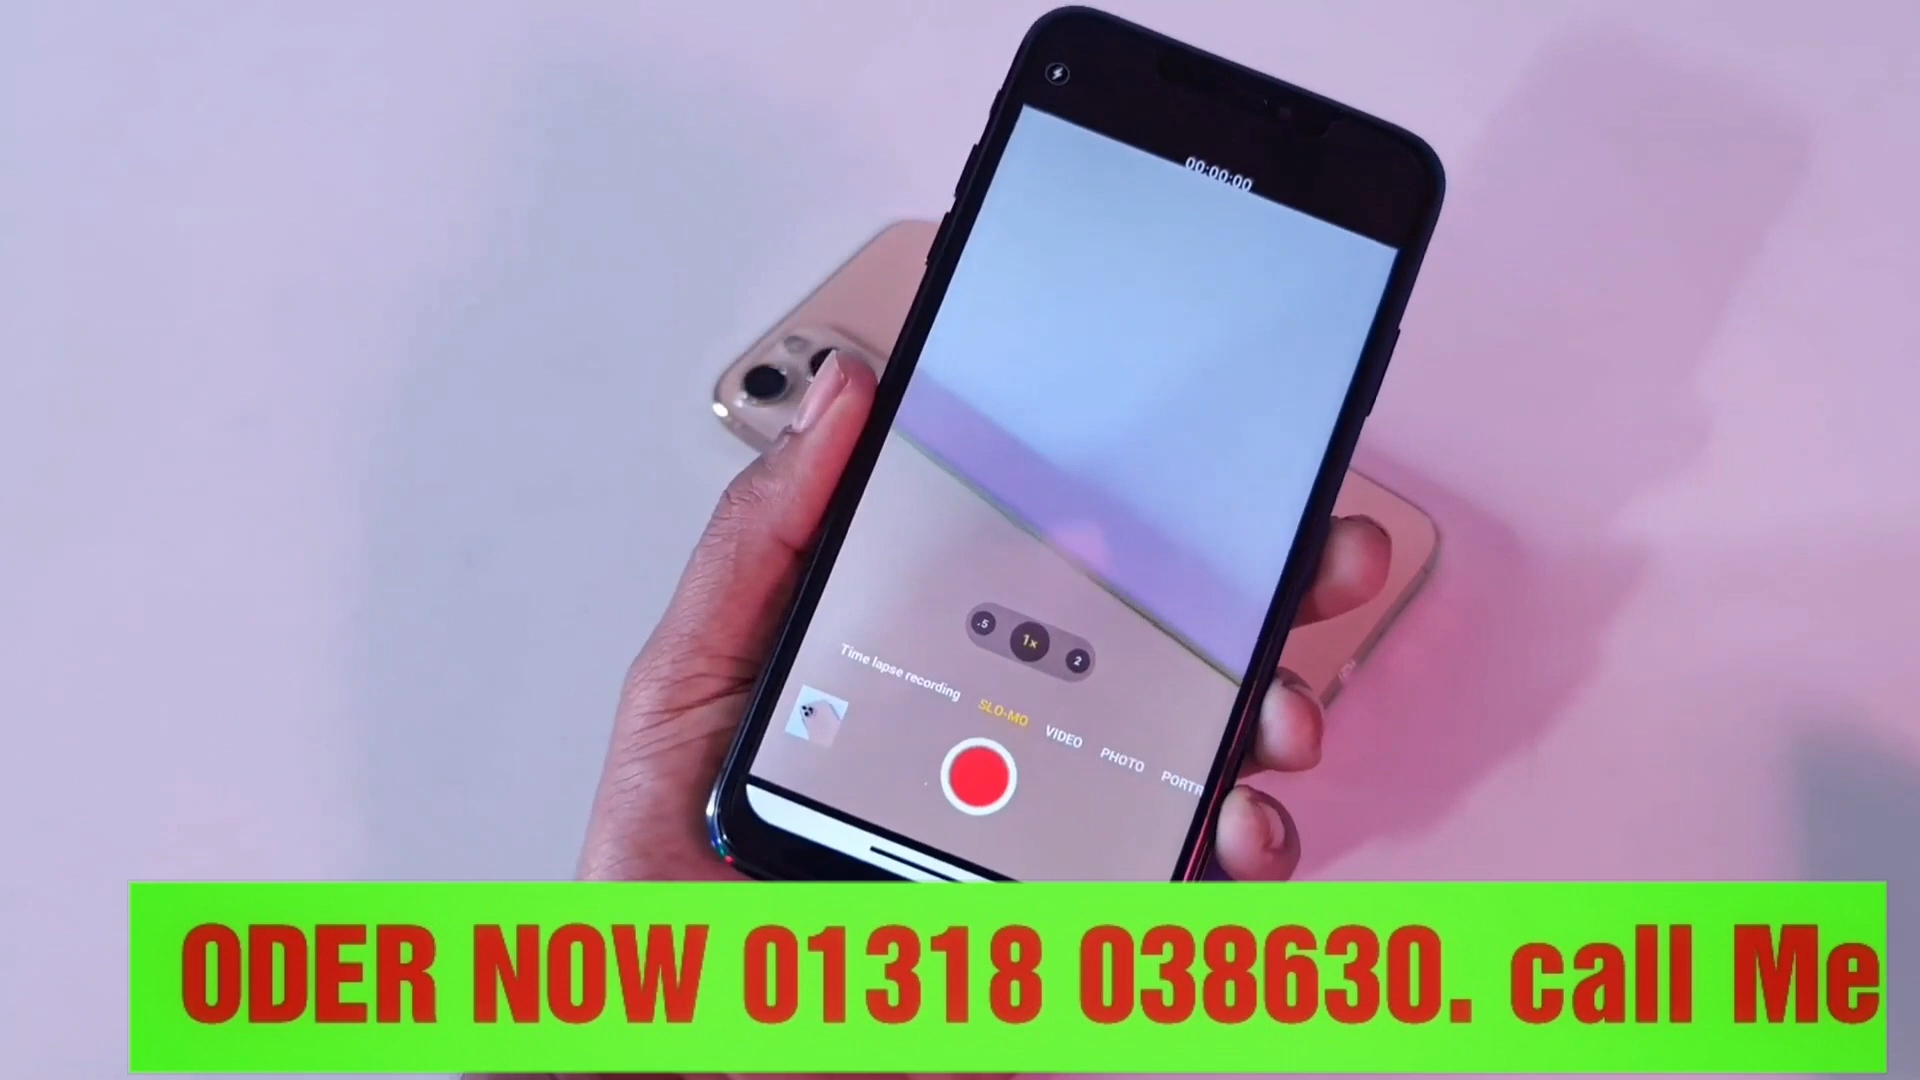 00:00:00
.5 1× 2
Time lapse recording SLO-MO VIDEO PHOTO PORTR
ODER NOW 01318 038630. call Me